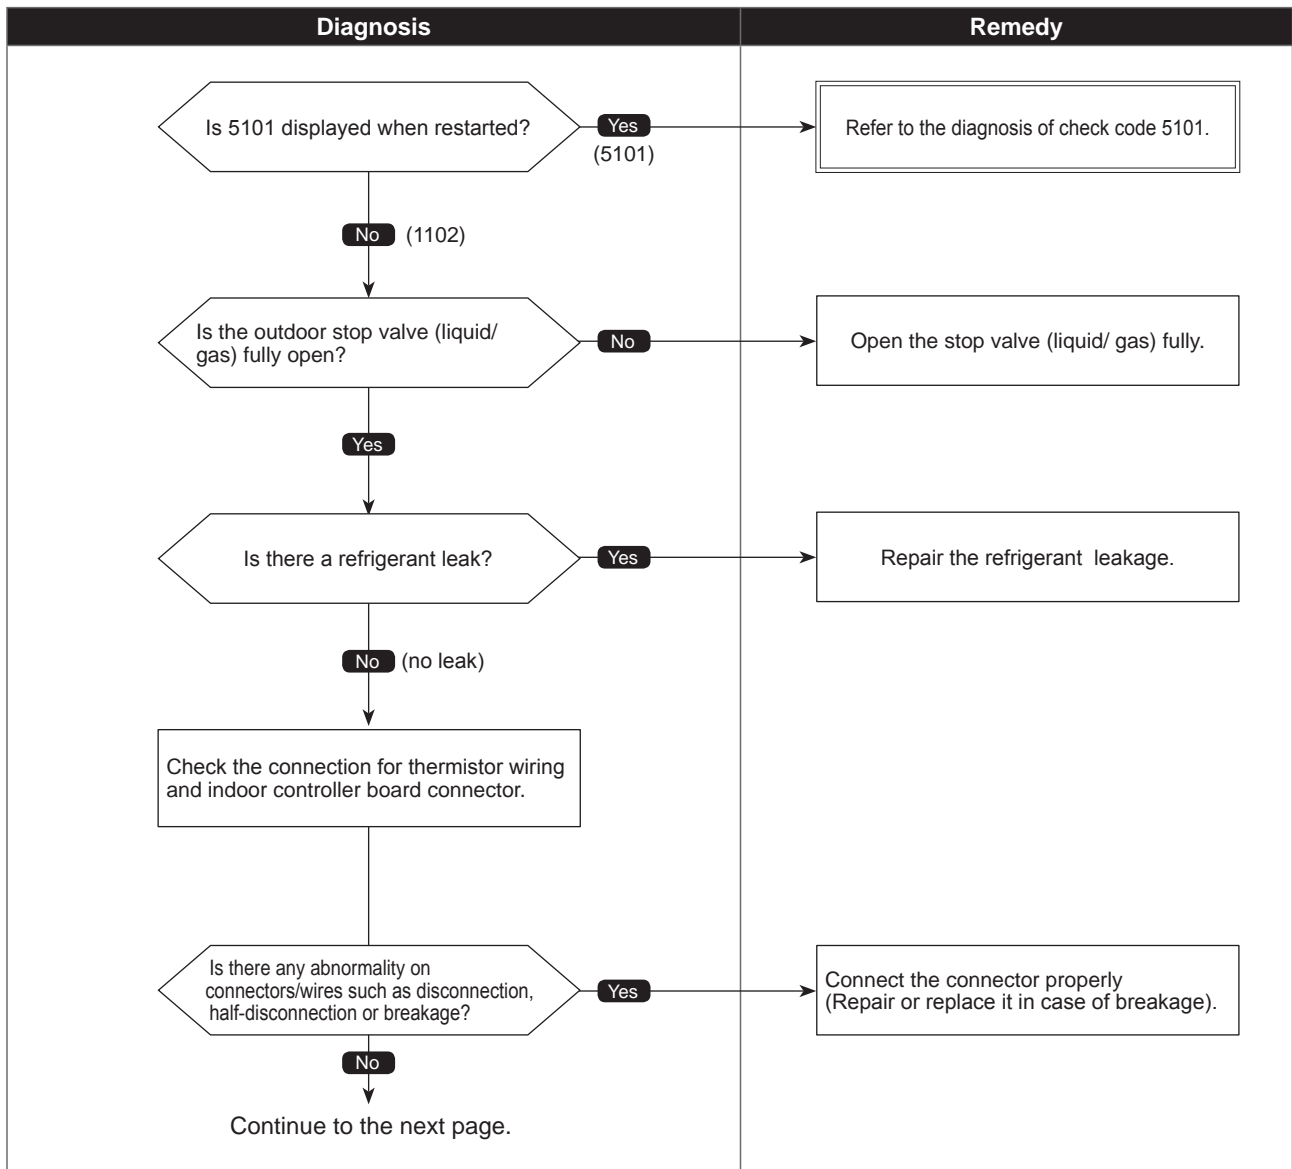 Diagnosis
Remedy
Is 5101 displayed when restarted?
Yes
(5101)
Refer to the diagnosis of check code 5101.
No (1102)
Is the outdoor stop valve (liquid/
gas) fully open?
No
Open the stop valve (liquid/ gas) fully.
Yes
Is there a refrigerant leak?
Yes
Repair the refrigerant leakage.
No (no leak)
Check the connection for thermistor wiring
and indoor controller board connector.
Is there any abnormality on
connectors/wires such as disconnection,
half-disconnection or breakage?
Yes
Connect the connector properly
(Repair or replace it in case of breakage).
No
Continue to the next page.